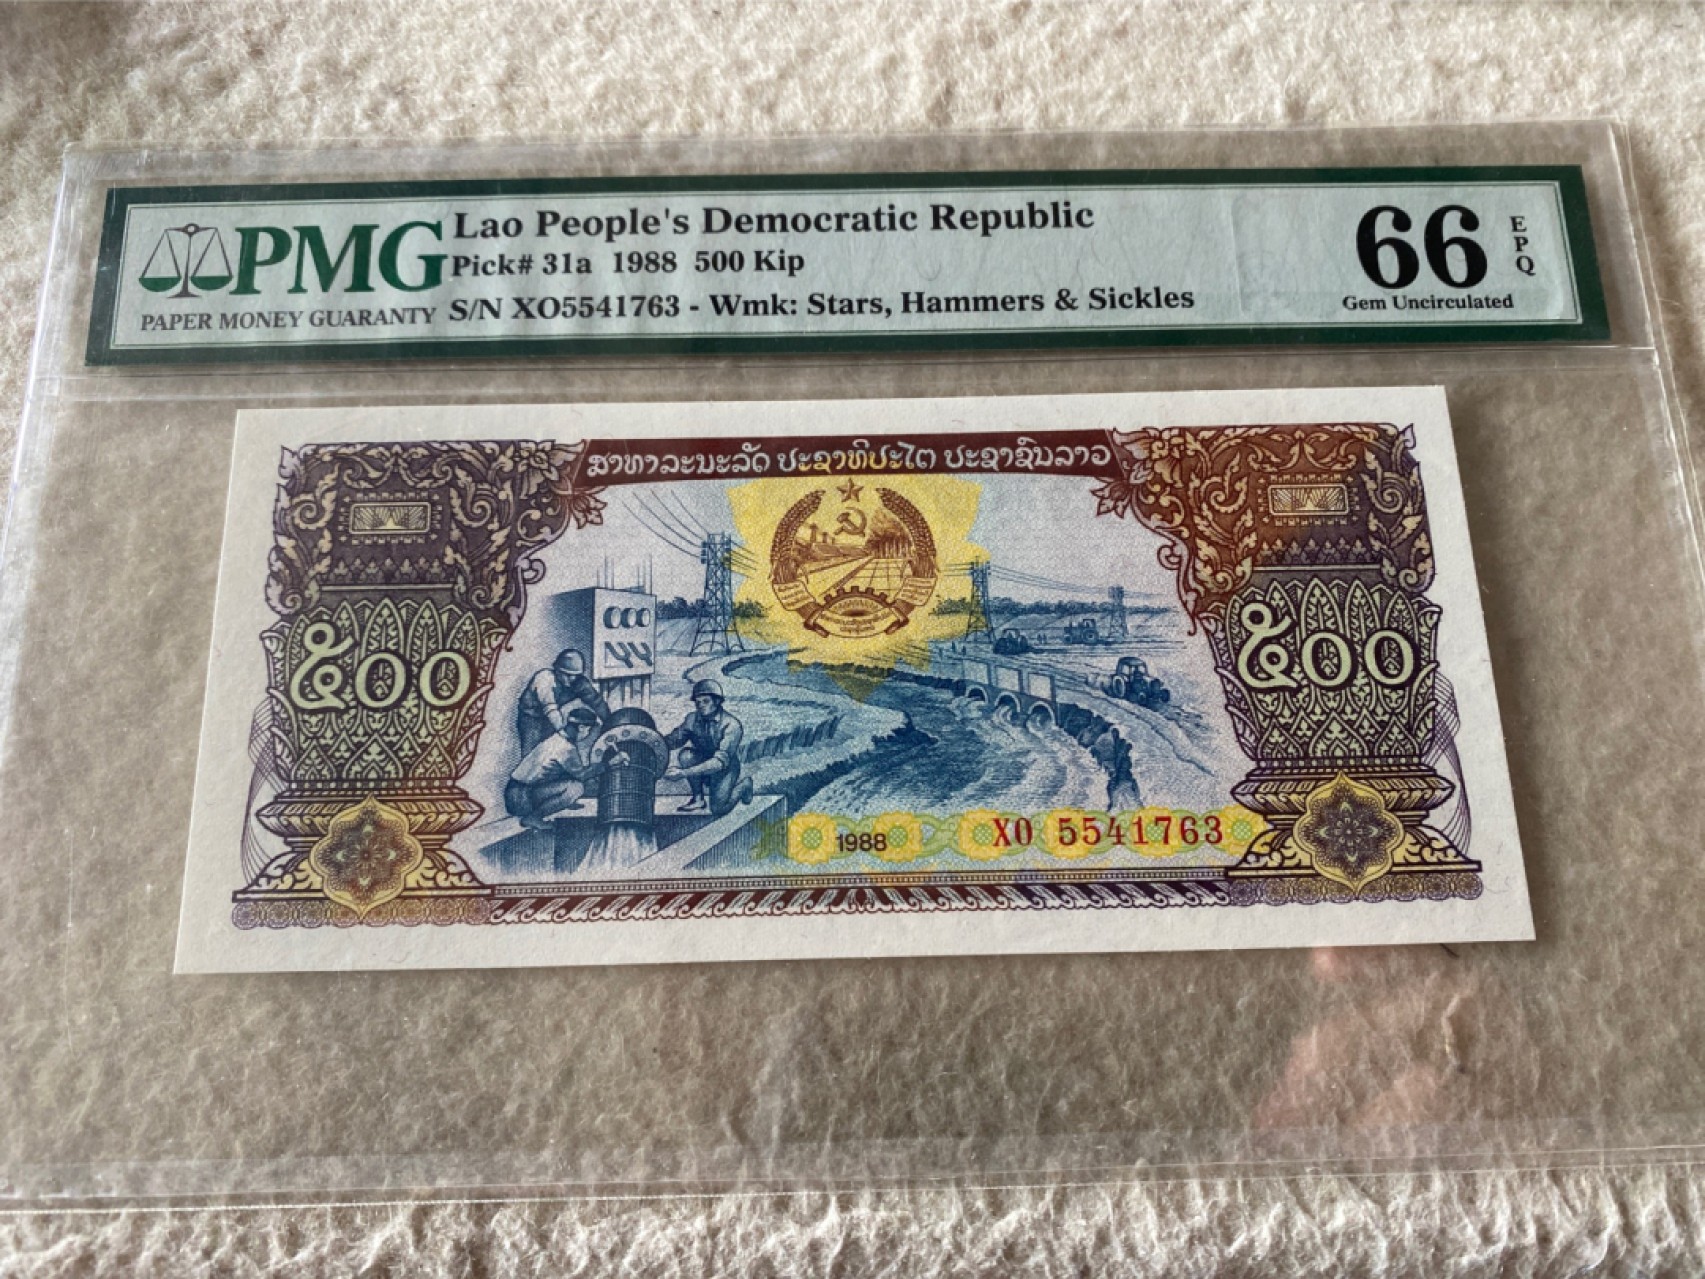 PMG
PAPER MONEY GUARANTY
Lao People's Democratic Republic
Pick# 31a 1988 500 Kip
S/N XO5541763 - Wmk: Stars, Hammers & Sickles
66
EPQ
Gem Uncirculated
ສາທາລະນະລັດ ປະຊາທິປະໄຕ ປະຊາຊົນລາວ
໕໐໐
໕໐໐
1988
XO 5541763